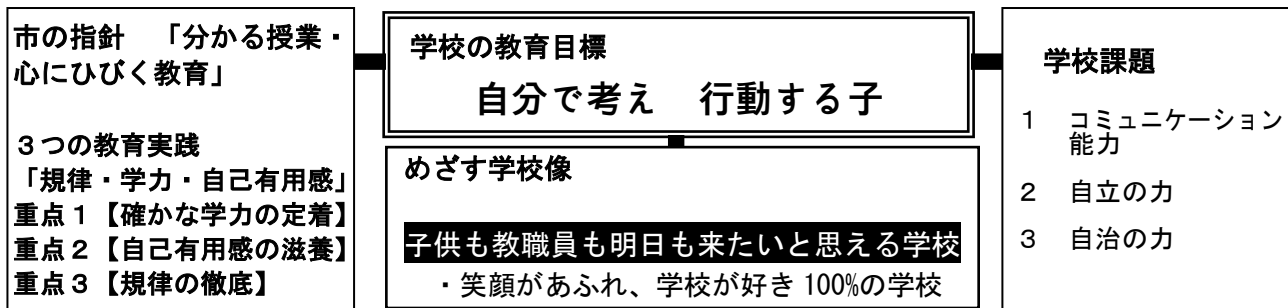 市の指針　「分かる授業・
心にひびく教育」
３つの教育実践
「規律・学力・自己有用感」
重点１【確かな学力の定着】
重点２【自己有用感の滋養】
重点３【規律の徹底】
学校の教育目標
自分で考え　行動する子
めざす学校像
子供も教職員も明日も来たいと思える学校
・笑顔があふれ、学校が好き 100%の学校
学校課題
１　コミュニケーション
能力
２　自立の力
３　自治の力